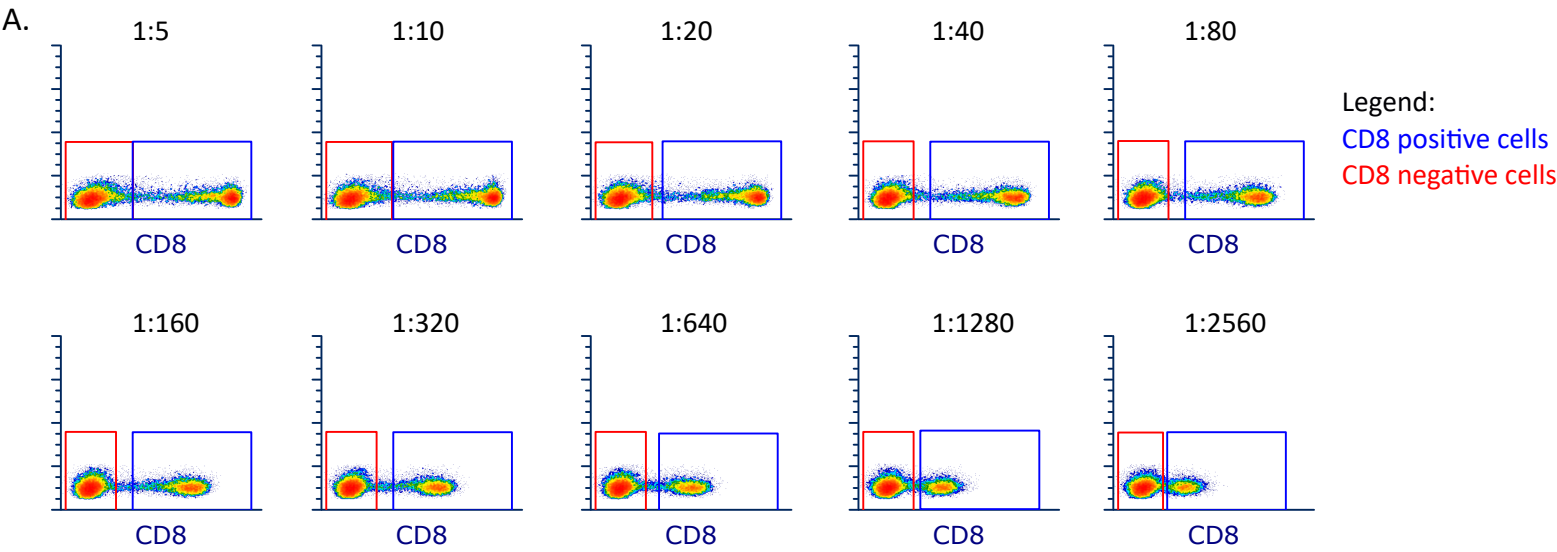 A.
1:5
1:10
1:20
1:40
1:80
CD8
CD8
CD8
CD8
CD8
Legend:
CD8 positive cells
CD8 negative cells
1:160
1:320
1:640
1:1280
1:2560
CD8
CD8
CD8
CD8
CD8